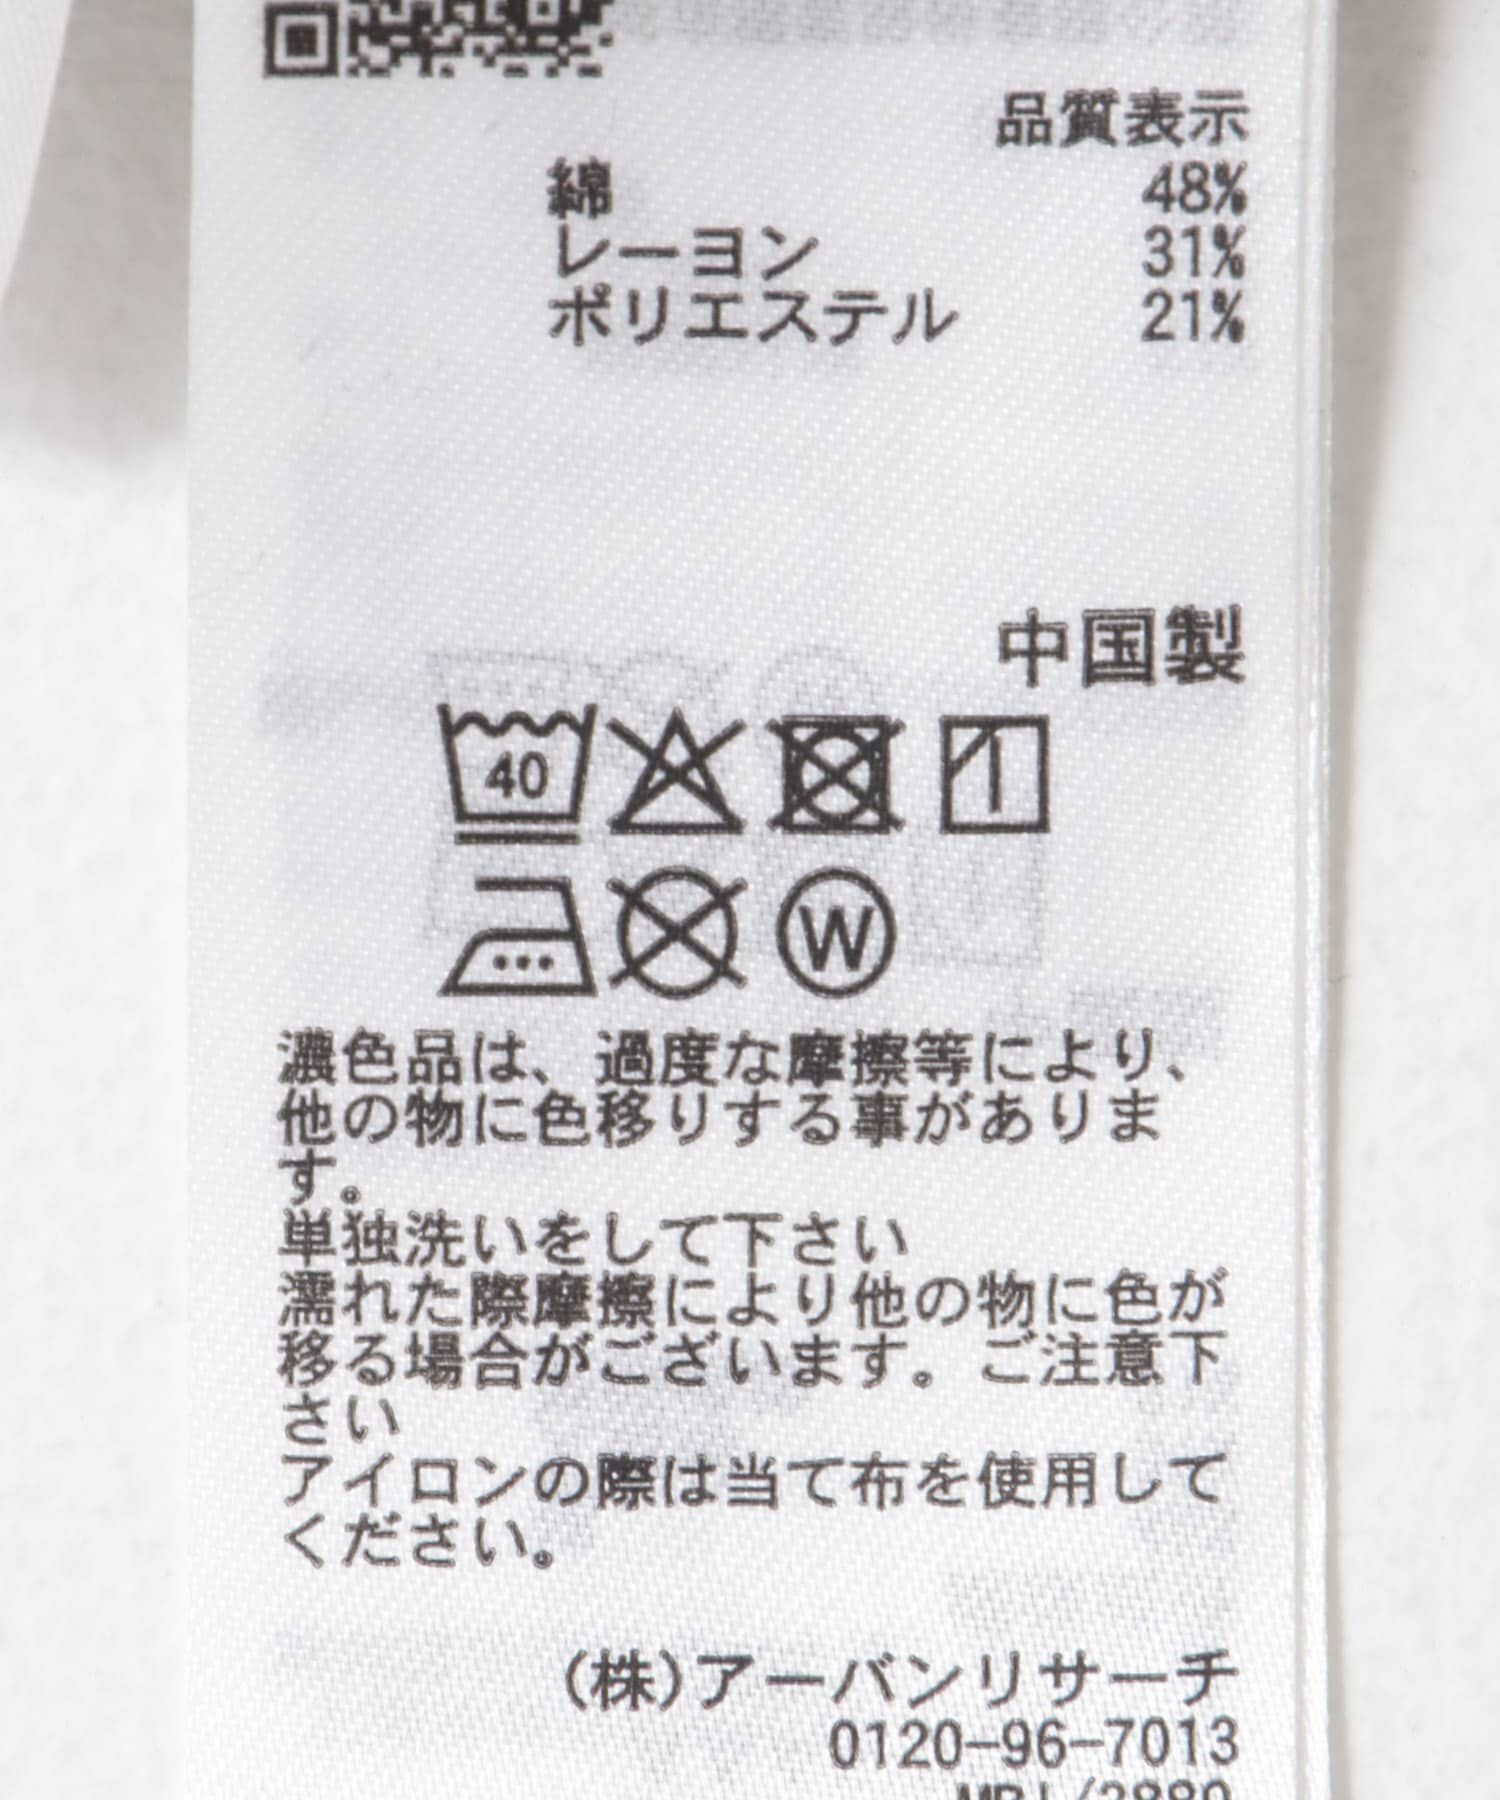 品質表示
綿 48%
レーヨン 31%
ポリエステル 21%
中国製
40
W
濃色品は、過度な摩擦等により、
他の物に色移りする事がありま
す。
単独洗いをして下さい
濡れた際摩擦により他の物に色が
移る場合がございます。ご注意下
さい
アイロンの際は当て布を使用して
ください。
(株)アーバンリサーチ
0120-96-7013